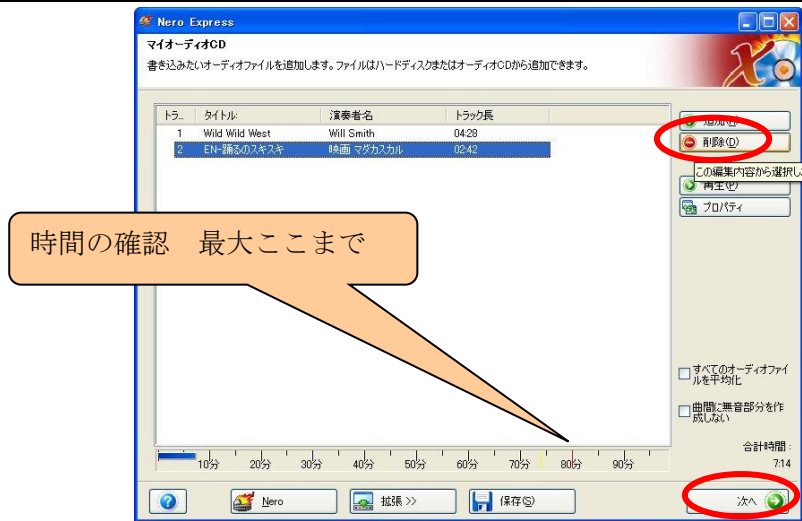 Nero Express
マイオーディオCD
書き込みたいオーディオファイルを追加します。ファイルはハードディスクまたはオーディオCDから追加できます。
トラ... タイトル 演奏者名 トラック長
1 Wild Wild West Will Smith 04:28
2 EN-踊るのスキスキ 映画 マダカスカル 02:42
追加(A)
削除(D)
この編集内容から選択し
再生(P)
プロパティ
時間の確認 最大ここまで
すべてのオーディオファイ
ルを平均化
曲間に無音部分を作
成しない
合計時間:
7:14
10分 20分 30分 40分 50分 60分 70分 80分 90分
Nero 拡張 >> 保存(S) 次へ